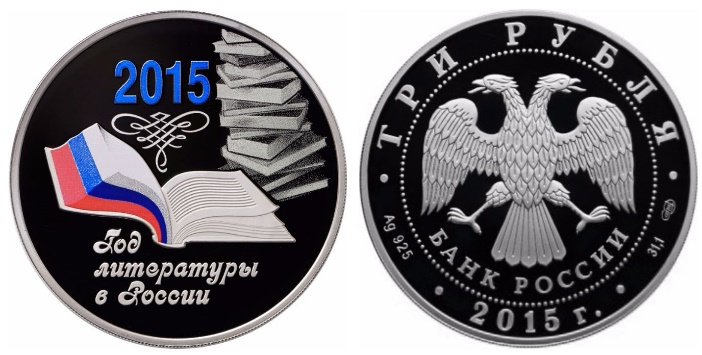 2015
Год
литературы
в России
ТРИ РУБЛЯ
Ag 925
31,1
БАНК РОССИИ
2015 г.